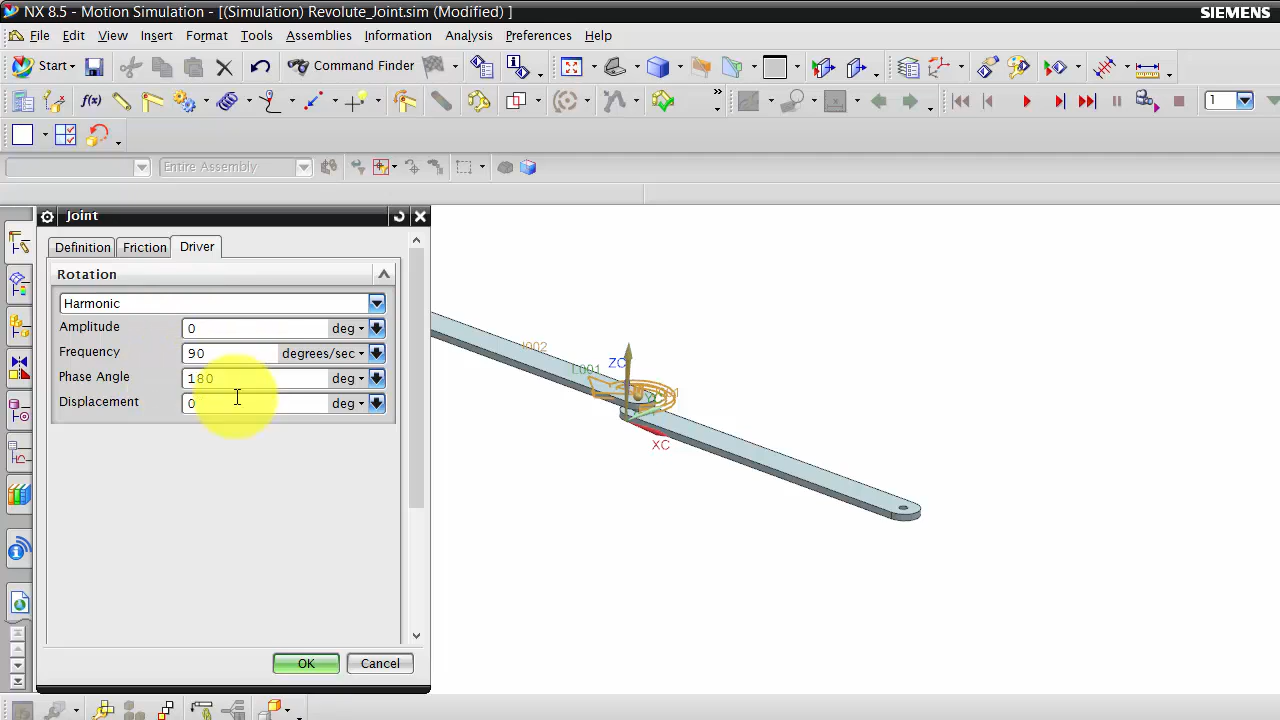 NX 8.5 - Motion Simulation - [(Simulation) Revolute_Joint.sim (Modified) ]
SIEMENS
File Edit View Insert Format Tools Assemblies Information Analysis Preferences Help
Start
Command Finder
f(x)
1
Entire Assembly
Joint
Definition Friction Driver
Rotation
Harmonic
Amplitude 0 deg
Frequency 90 degrees/sec
Phase Angle 180 deg
Displacement 0 deg
OK Cancel
J002
ZC
L001
XC